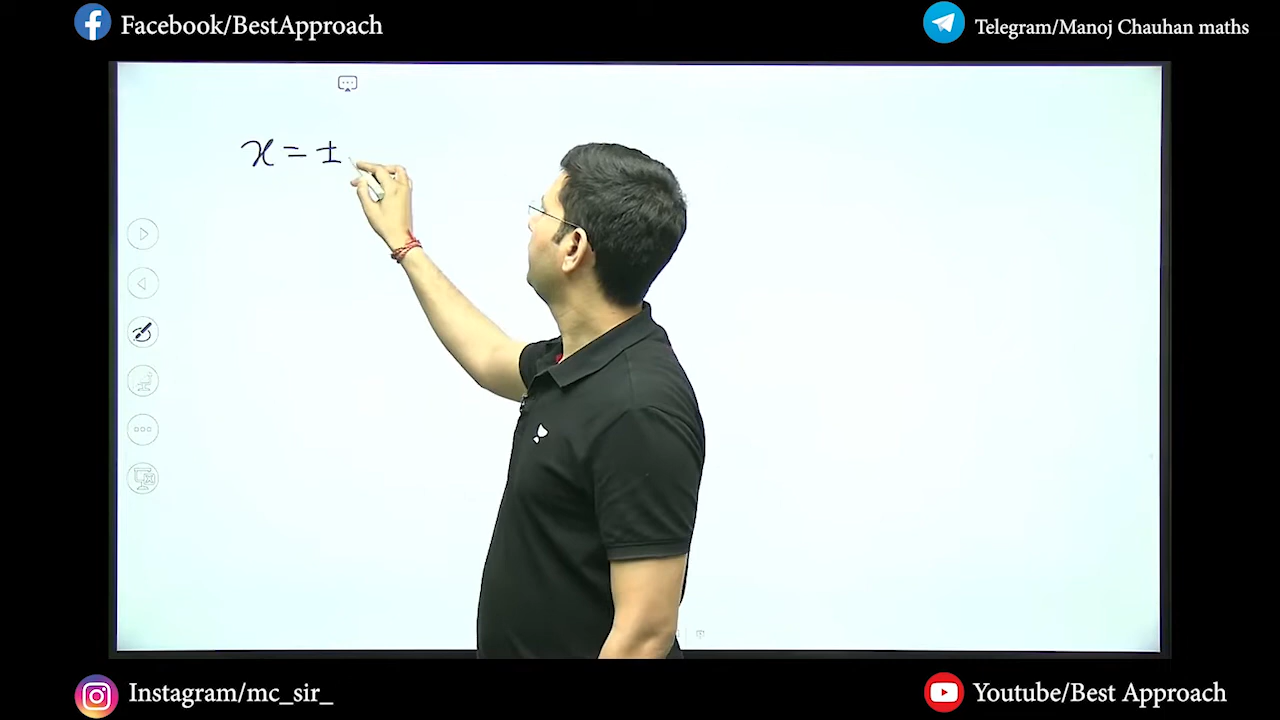 Facebook/BestApproach
Telegram/Manoj Chauhan maths
x = ±
Instagram/mc_sir_
Youtube/Best Approach